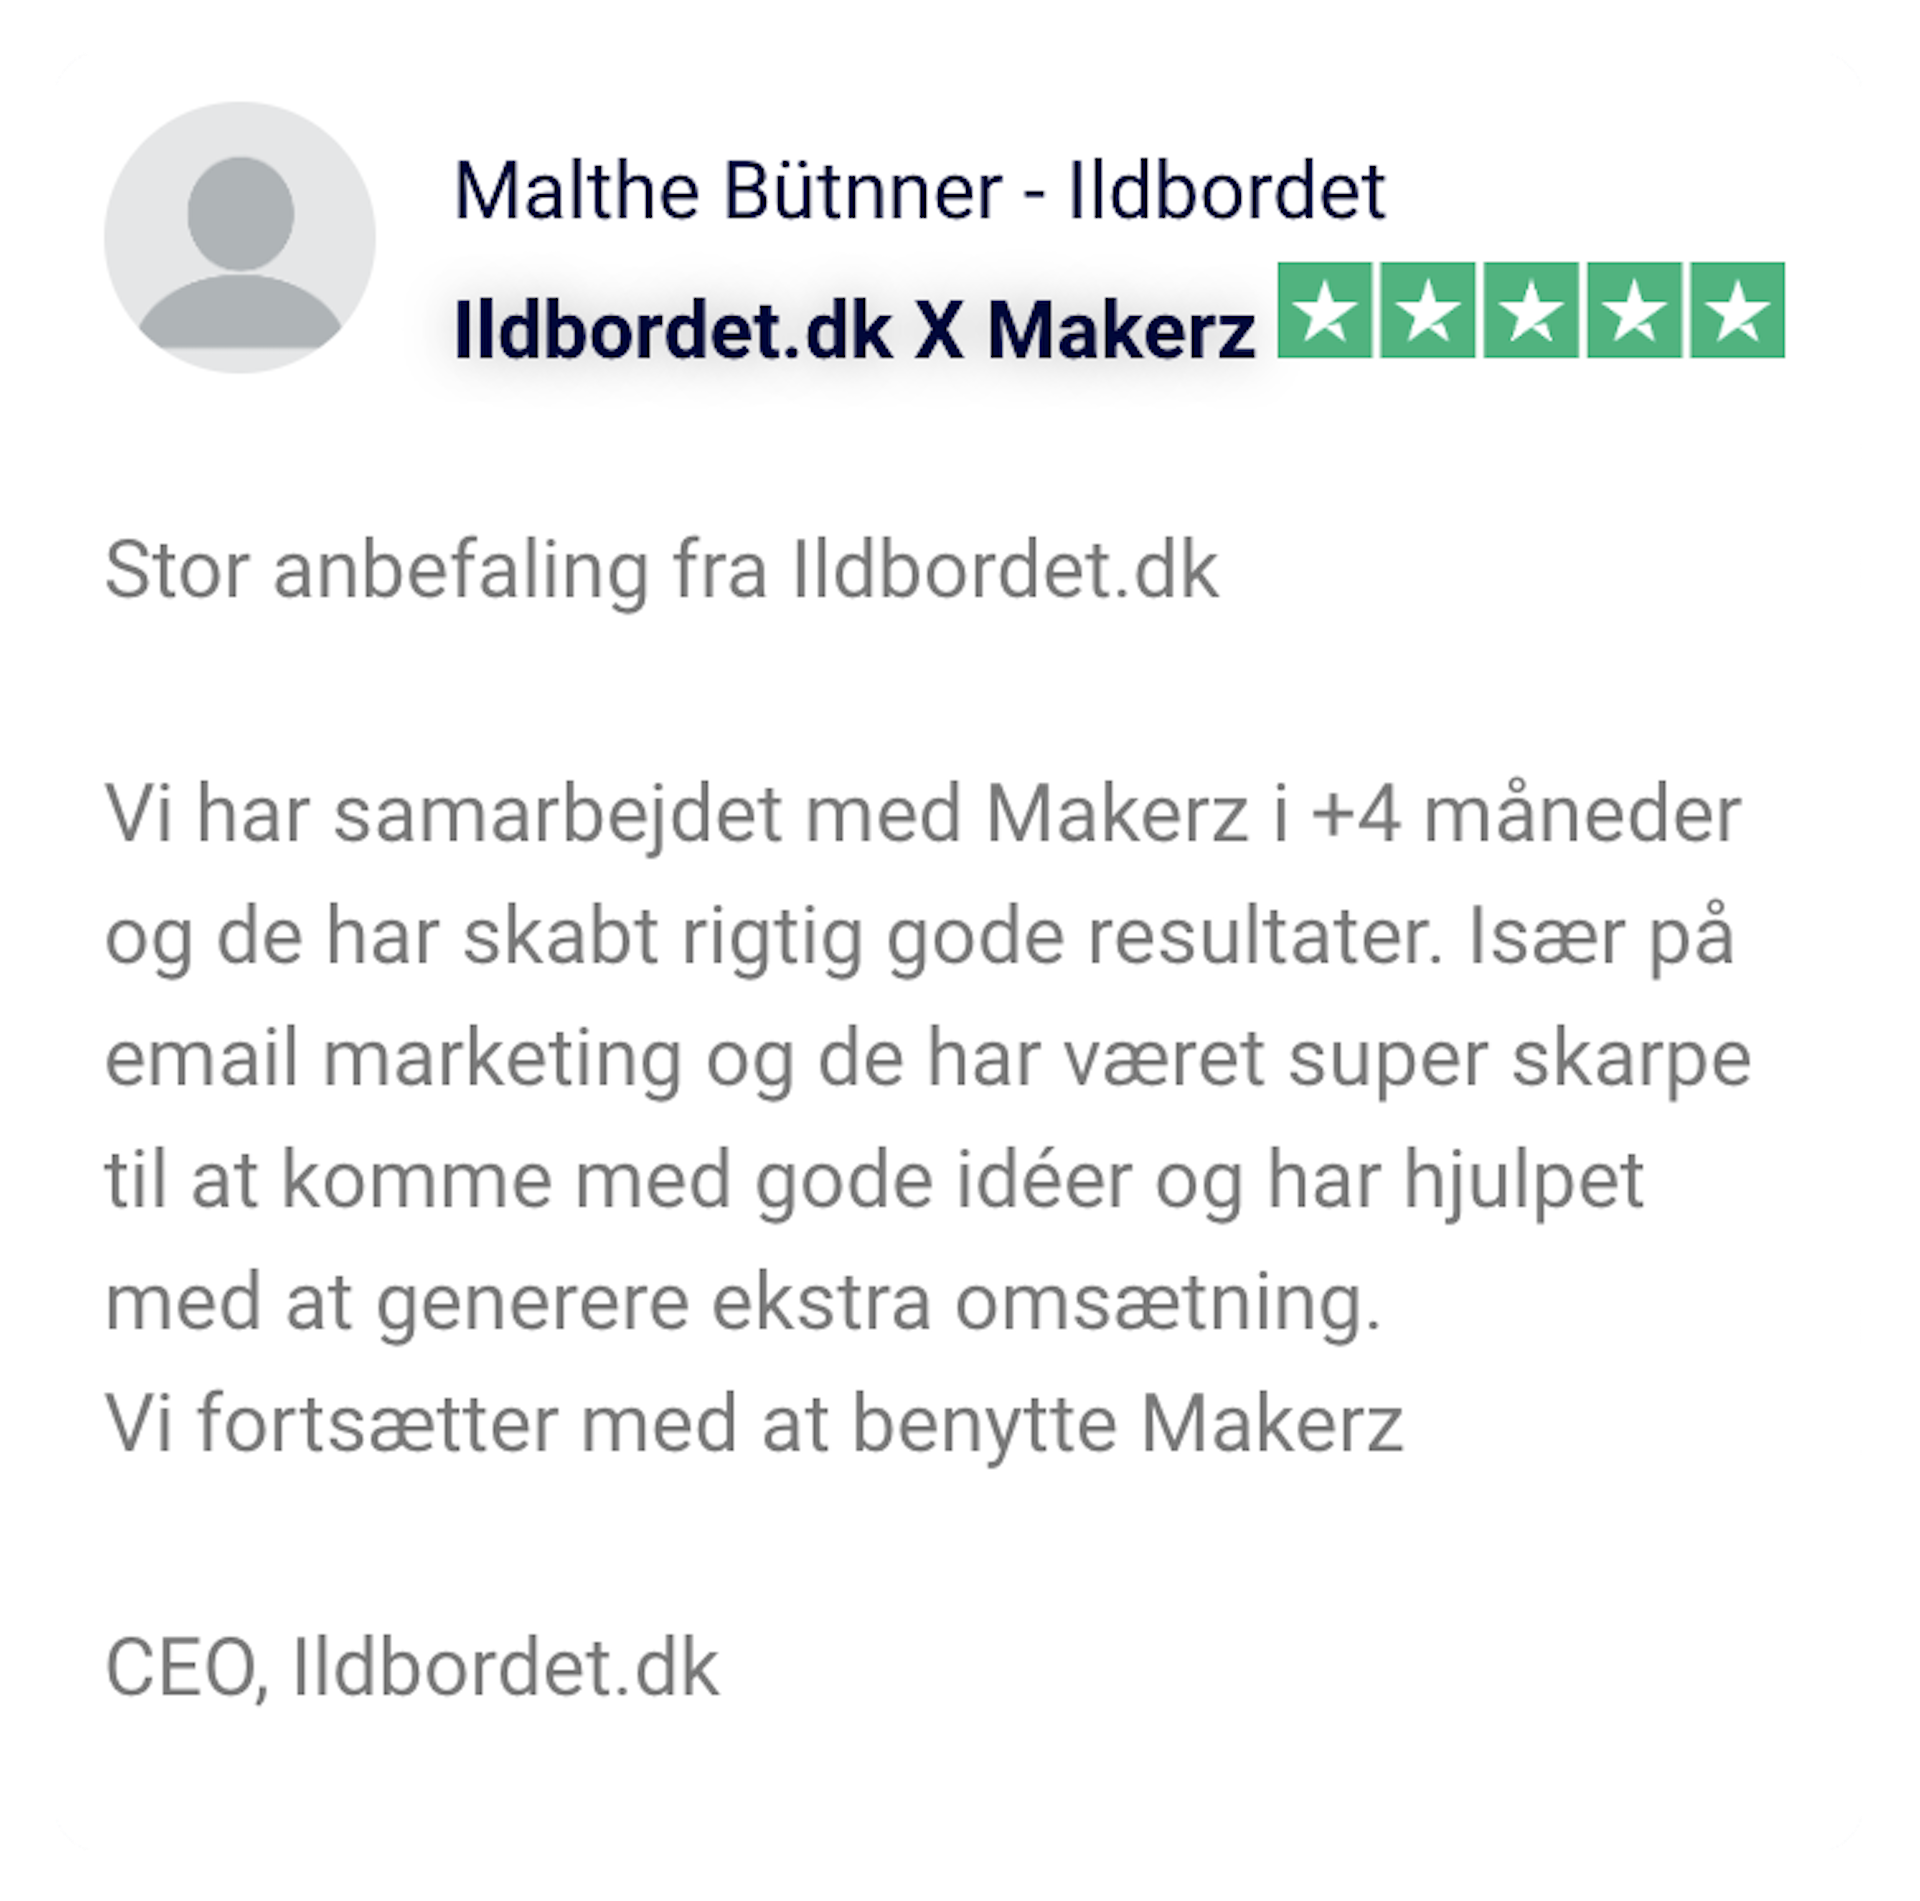 Malthe Bütnner - Ildbordet
Ildbordet.dk X Makerz
Stor anbefaling fra Ildbordet.dk
Vi har samarbejdet med Makerz i +4 måneder
og de har skabt rigtig gode resultater. Især på
email marketing og de har været super skarpe
til at komme med gode idéer og har hjulpet
med at generere ekstra omsætning.
Vi fortsætter med at benytte Makerz
CEO, Ildbordet.dk